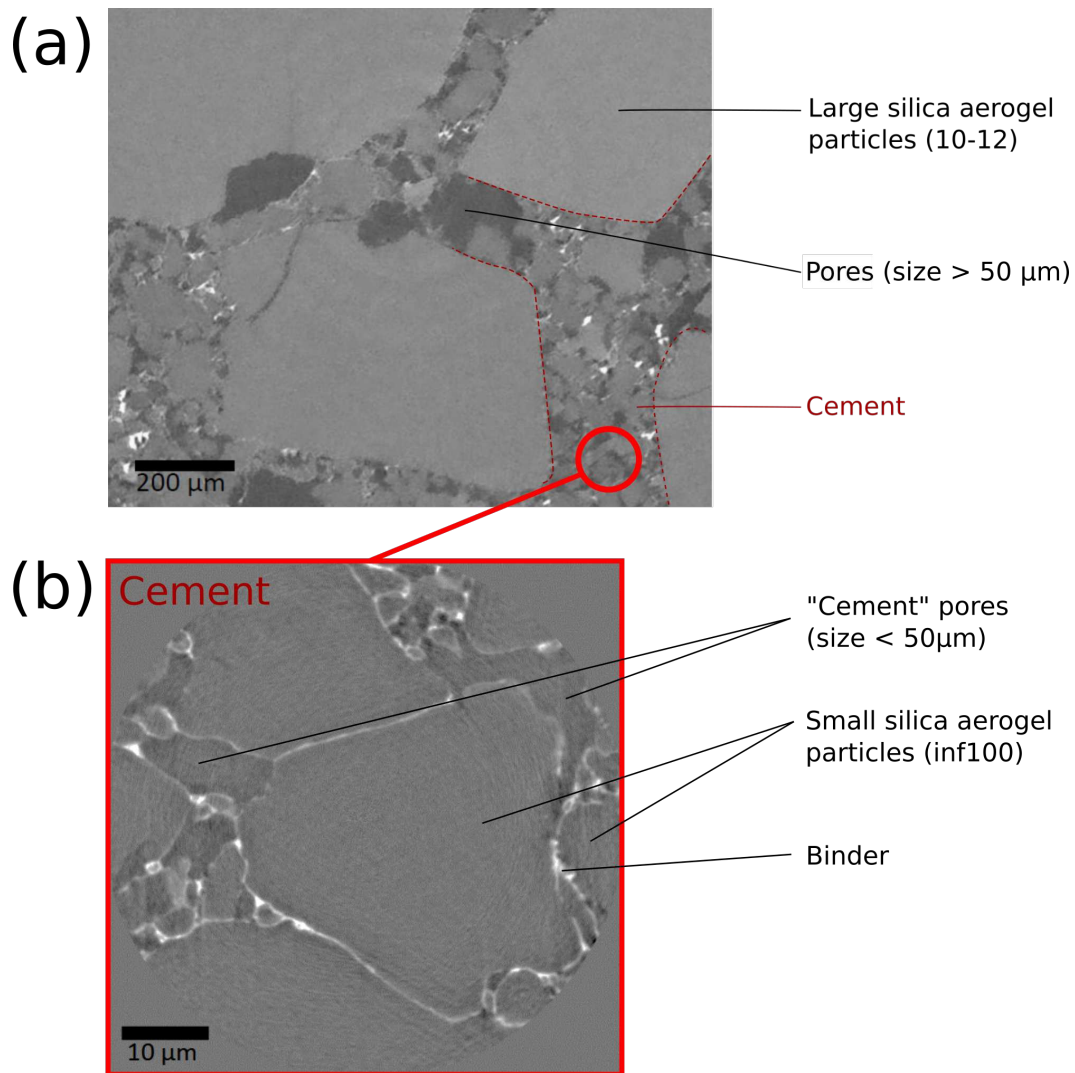 (a)
Large silica aerogel
particles (10-12)
Pores (size > 50 µm)
Cement
200 µm
(b)
Cement
"Cement" pores
(size < 50µm)
Small silica aerogel
particles (inf100)
Binder
10 µm